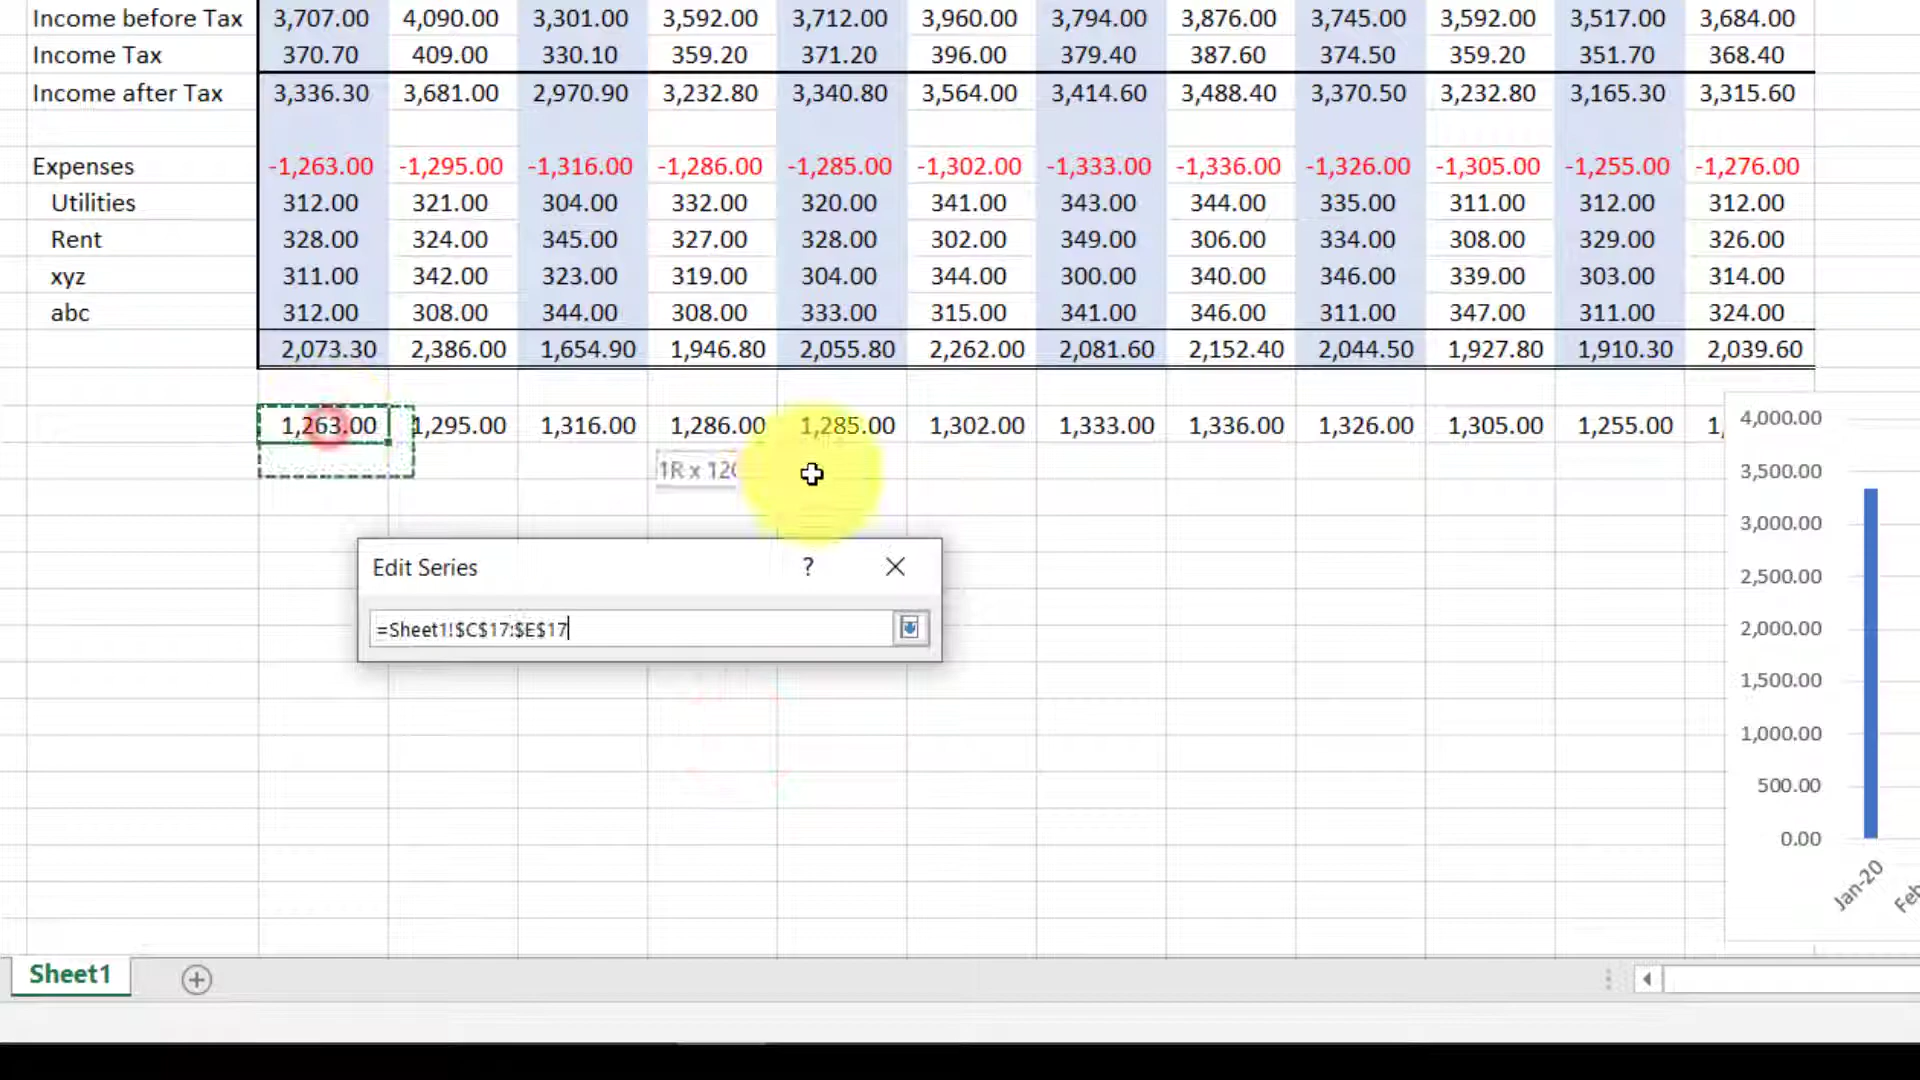 Income before Tax 3,707.00 4,090.00 3,301.00 3,592.00 3,712.00 3,960.00 3,794.00 3,876.00 3,745.00 3,592.00 3,517.00 3,684.00
Income Tax 370.70 409.00 330.10 359.20 371.20 396.00 379.40 387.60 374.50 359.20 351.70 368.40
Income after Tax 3,336.30 3,681.00 2,970.90 3,232.80 3,340.80 3,564.00 3,414.60 3,488.40 3,370.50 3,232.80 3,165.30 3,315.60
Expenses -1,263.00 -1,295.00 -1,316.00 -1,286.00 -1,285.00 -1,302.00 -1,333.00 -1,336.00 -1,326.00 -1,305.00 -1,255.00 -1,276.00
Utilities 312.00 321.00 304.00 332.00 320.00 341.00 343.00 344.00 335.00 311.00 312.00 312.00
Rent 328.00 324.00 345.00 327.00 328.00 302.00 349.00 306.00 334.00 308.00 329.00 326.00
xyz 311.00 342.00 323.00 319.00 304.00 344.00 300.00 340.00 346.00 339.00 303.00 314.00
abc 312.00 308.00 344.00 308.00 333.00 315.00 341.00 346.00 311.00 347.00 311.00 324.00
2,073.30 2,386.00 1,654.90 1,946.80 2,055.80 2,262.00 2,081.60 2,152.40 2,044.50 1,927.80 1,910.30 2,039.60
1,263.00 1,295.00 1,316.00 1,286.00 1,285.00 1,302.00 1,333.00 1,336.00 1,326.00 1,305.00 1,255.00 1,
1R x 12
Edit Series ?
=Sheet1!$C$17:$E$17
4,000.00
3,500.00
3,000.00
2,500.00
2,000.00
1,500.00
1,000.00
500.00
0.00
Jan-20
Feb
Sheet1